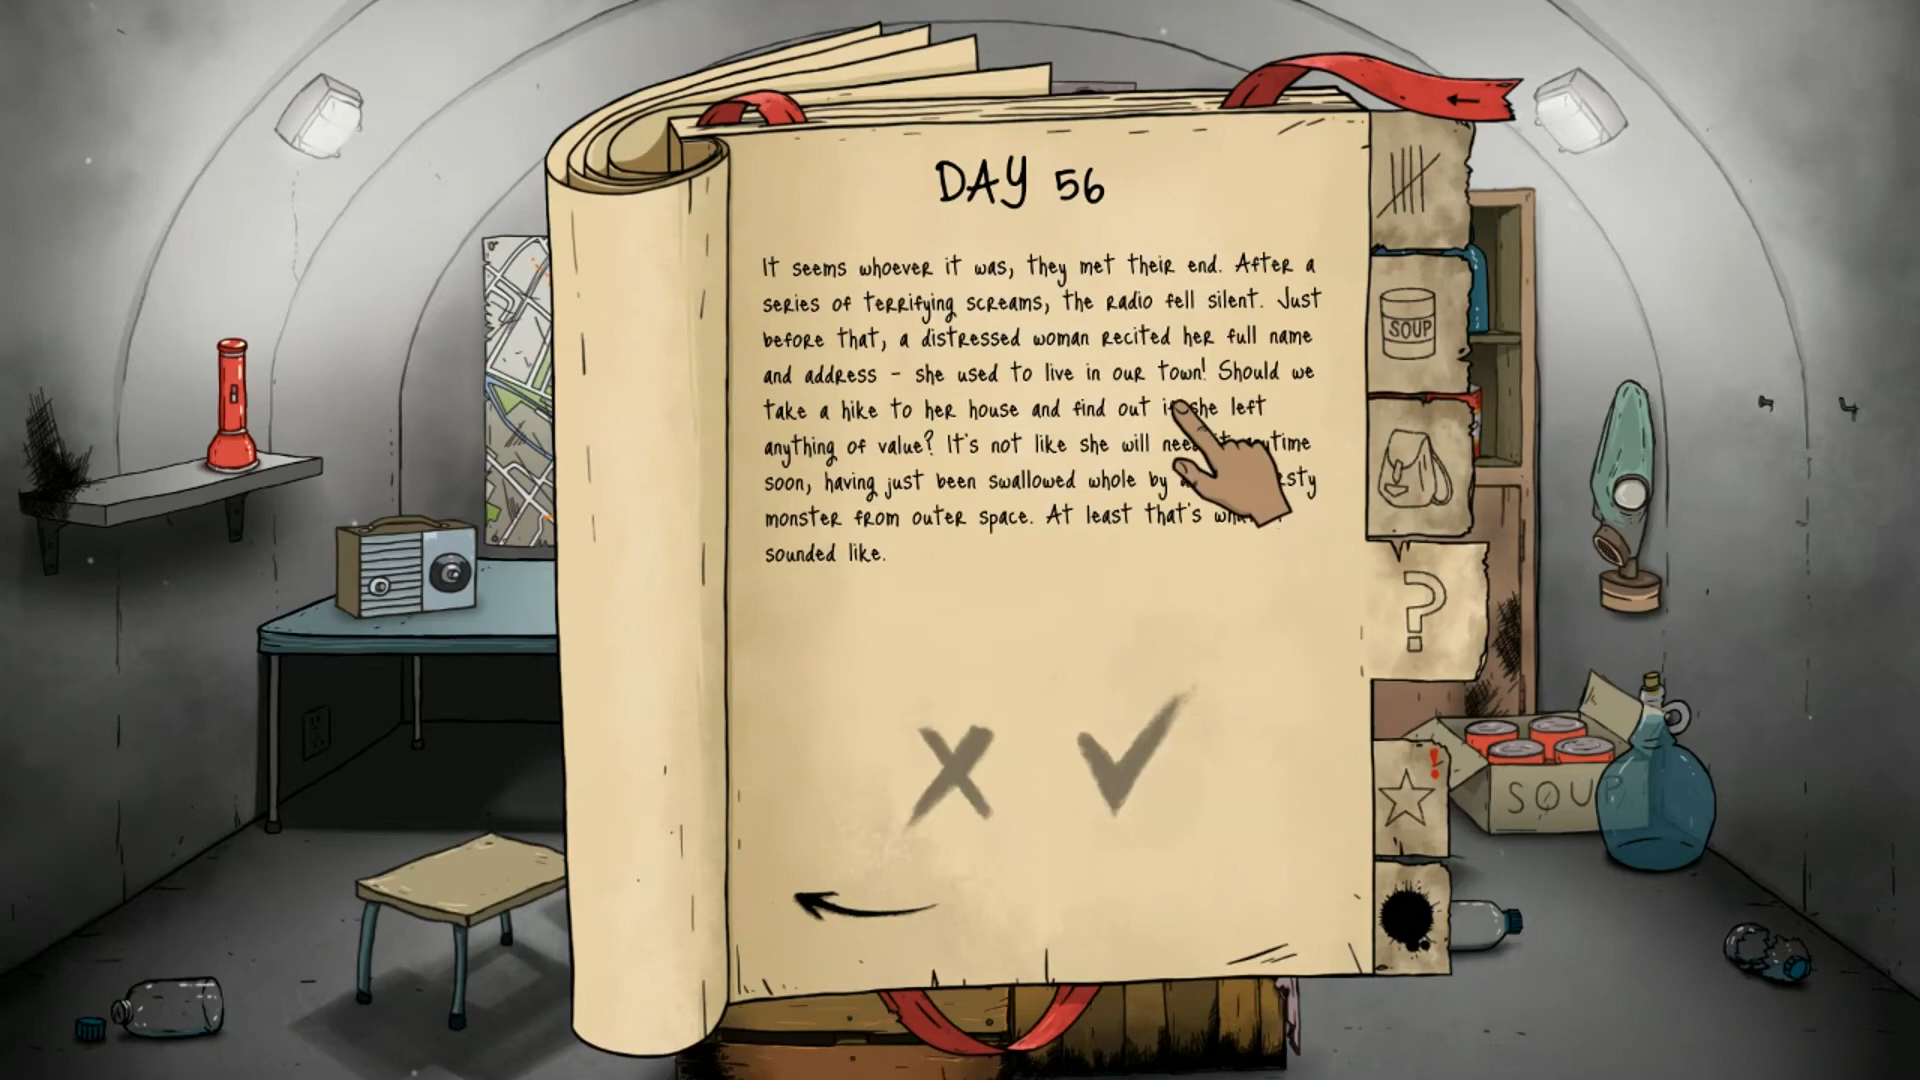 DAY 56
It seems whoever it was, they met their end. After a
series of terrifying screams, the radio fell silent. Just
before that, a distressed woman recited her full name
and address - she used to live in our town! Should we
take a hike to her house and find out she left
anything of value? It's not like she will
soon, having just been swallowed whole by
monster from outer space. At least that's
sounded like.
SOUP
SOUP